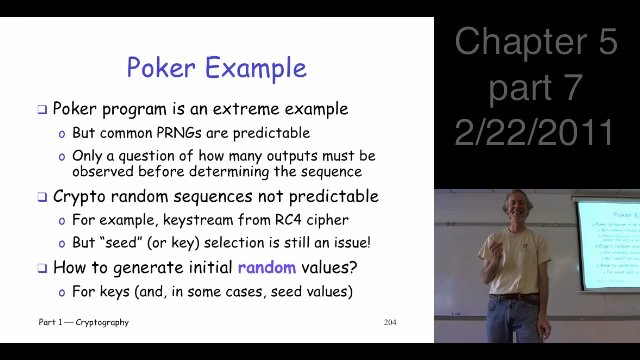 Poker Example
Poker program is an extreme example
But common PRNGs are predictable
Only a question of how many outputs must be
observed before determining the sequence
Crypto random sequences not predictable
For example, keystream from RC4 cipher
But “seed” (or key) selection is still an issue!
How to generate initial random values?
For keys (and, in some cases, seed values)
Part 1 — Cryptography
204
Chapter 5
part 7
2/22/2011